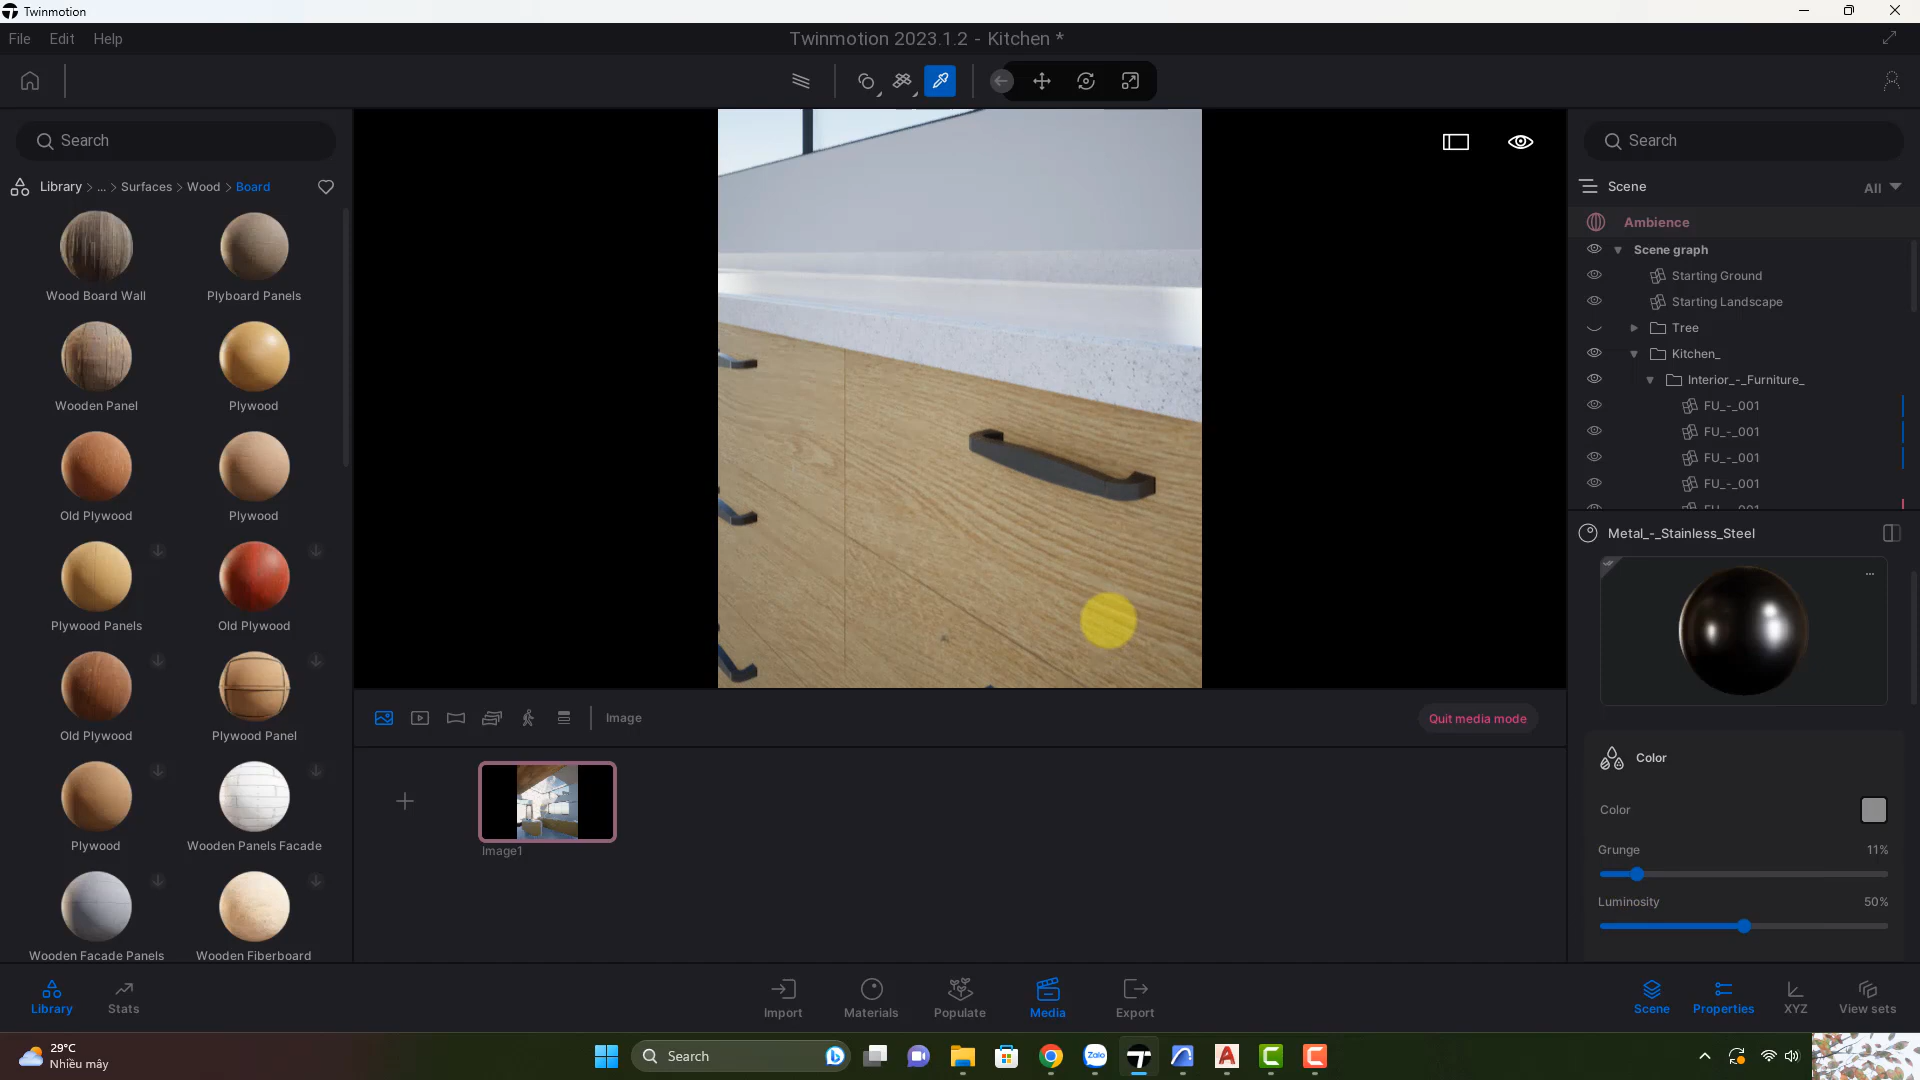 Twinmotion
File Edit Help
Twinmotion 2023.1.2 - Kitchen *
Search
Library > ... > Surfaces > Wood > Board
Wood Board Wall
Plyboard Panels
Wooden Panel
Plywood
Old Plywood
Plywood
Plywood Panels
Old Plywood
Old Plywood
Plywood Panel
Plywood
Wooden Panels Facade
Wooden Facade Panels
Wooden Fiberboard
Image
Quit media mode
Image1
Search
Scene
All
Ambience
Scene graph
Starting Ground
Starting Landscape
Tree
Kitchen_
Interior_-_Furniture_
FU_-_001
FU_-_001
FU_-_001
FU_-_001
Metal_-_Stainless_Steel
Color
Color
Grunge 11%
Luminosity 50%
Library
Stats
Import
Materials
Populate
Media
Export
Scene
Properties
XYZ
View sets
29°C
Nhiều mây
Search
Zalo